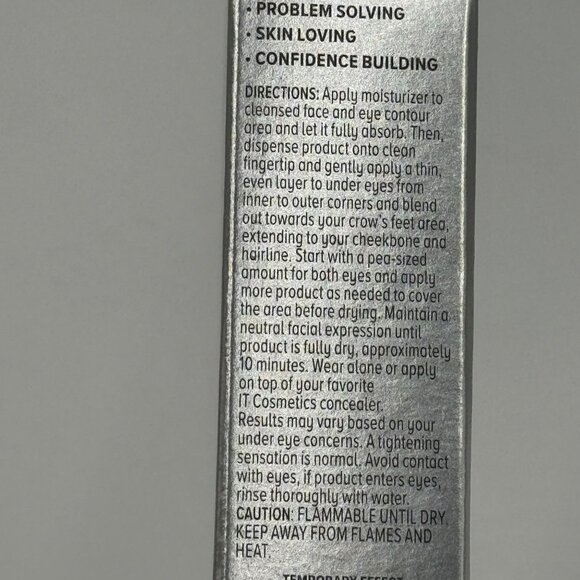 • PROBLEM SOLVING
• SKIN LOVING
• CONFIDENCE BUILDING
DIRECTIONS: Apply moisturizer to
cleansed face and eye contour
area and let it fully absorb. Then,
dispense product onto clean
fingertip and gently apply a thin,
even layer to under eyes from
inner to outer corners and blend
out towards your crow's feet area,
extending to your cheekbone and
hairline. Start with a pea-sized
amount for both eyes and apply
more product as needed to cover
the area before drying. Maintain a
neutral facial expression until
product is fully dry, approximately
10 minutes. Wear alone or apply
on top of your favorite
IT Cosmetics concealer.
Results may vary based on your
under eye concerns. A tightening
sensation is normal. Avoid contact
with eyes, if product enters eyes,
rinse thoroughly with water.
CAUTION: FLAMMABLE UNTIL DRY.
KEEP AWAY FROM FLAMES AND
HEAT.
TEMPORARY EFFECT